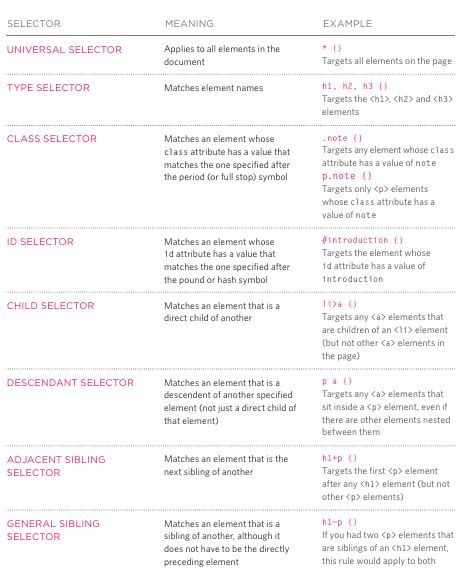 SELECTOR MEANING EXAMPLE
UNIVERSAL SELECTOR
Applies to all elements in the
document
* {}
Targets all elements on the page
TYPE SELECTOR
Matches element names
h1, h2, h3 {}
Targets the <h1>, <h2> and <h3>
elements
CLASS SELECTOR
Matches an element whose
class attribute has a value that
matches the one specified after
the period (or full stop) symbol
.note {}
Targets any element whose class
attribute has a value of note
p.note {}
Targets only <p> elements
whose class attribute has a
value of note
ID SELECTOR
Matches an element whose
id attribute has a value that
matches the one specified after
the pound or hash symbol
#introduction {}
Targets the element whose
id attribute has a value of
introduction
CHILD SELECTOR
Matches an element that is a
direct child of another
li>a {}
Targets any <a> elements that
are children of an <li> element
(but not other <a> elements in
the page)
DESCENDANT SELECTOR
Matches an element that is a
descendent of another specified
element (not just a direct child of
that element)
p a {}
Targets any <a> elements that
sit inside a <p> element, even if
there are other elements nested
between them
ADJACENT SIBLING
SELECTOR
Matches an element that is the
next sibling of another
h1+p {}
Targets the first <p> element
after any <h1> element (but not
other <p> elements)
GENERAL SIBLING
SELECTOR
Matches an element that is a
sibling of another, although it
does not have to be the directly
preceding element
h1~p {}
If you had two <p> elements that
are siblings of an <h1> element,
this rule would apply to both